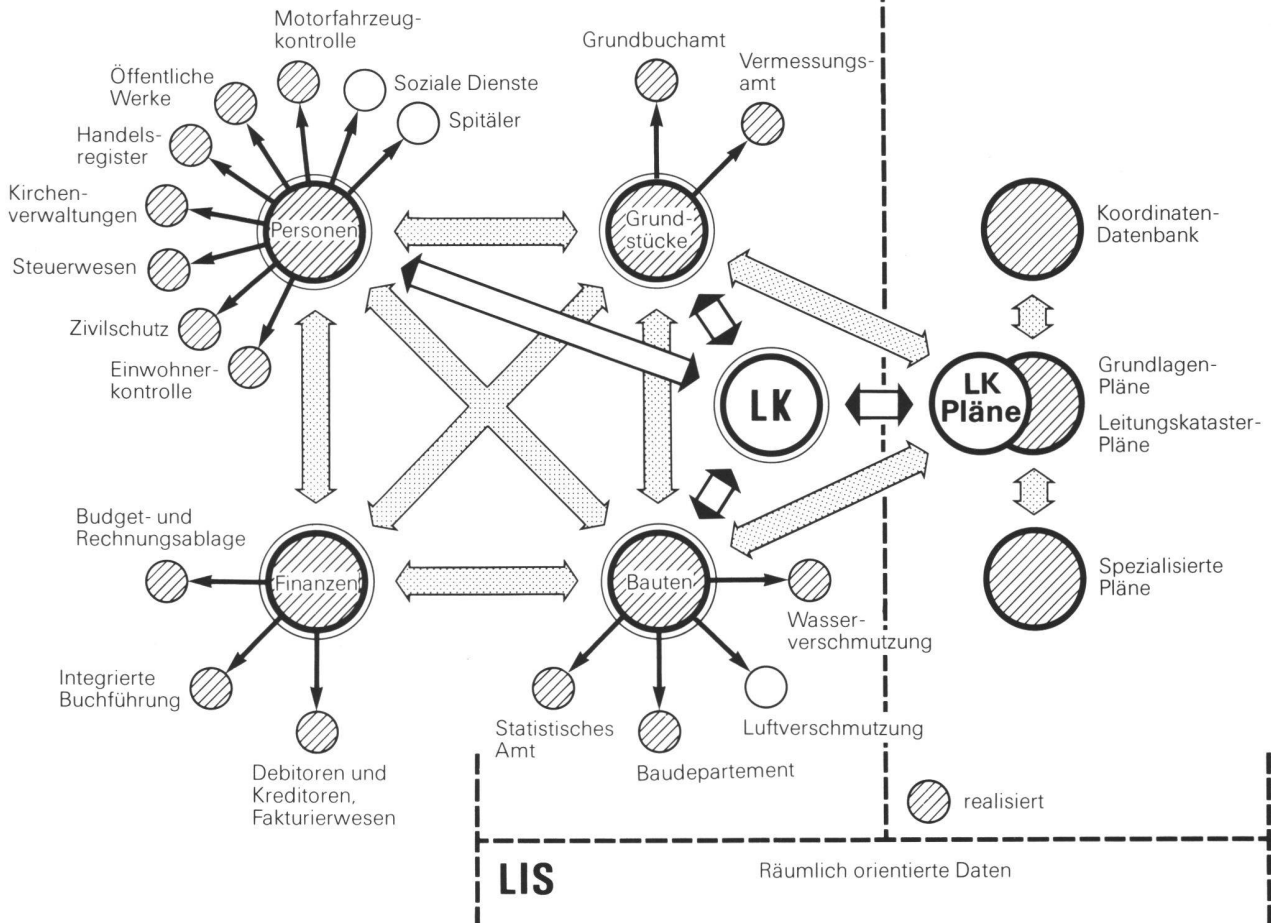 Motorfahrzeug-
kontrolle
Öffentliche
Werke
Soziale Dienste
Spitäler
Handels-
register
Kirchen-
verwaltungen
Steuerwesen
Zivilschutz
Einwohner-
kontrolle
Personen
Grundbuchamt
Vermessungs-
amt
Grund-
stücke
Koordinaten-
Datenbank
LK
LK
Pläne
Grundlagen-
Pläne
Leitungskataster-
Pläne
Spezialisierte
Pläne
Budget- und
Rechnungsablage
Finanzen
Integrierte
Buchführung
Debitoren und
Kreditoren,
Fakturierwesen
Bauten
Wasser-
verschmutzung
Luftverschmutzung
Statistisches
Amt
Baudepartement
realisiert
LIS
Räumlich orientierte Daten